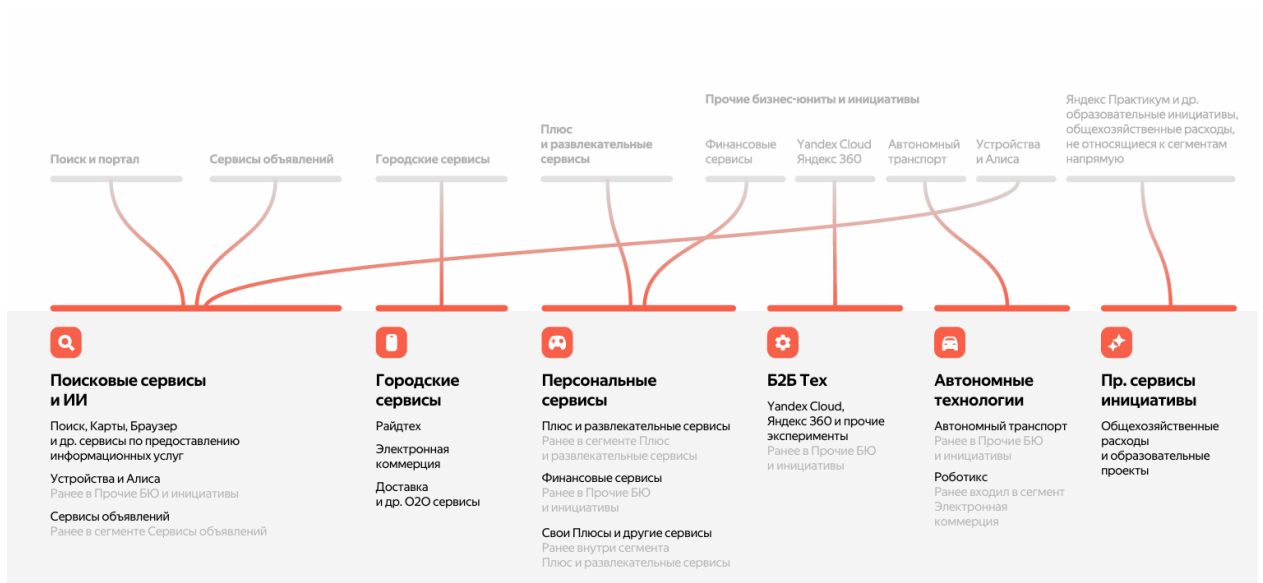 Прочие бизнес-юниты и инициативы
Яндекс Практикум и др.
образовательные инициативы,
общехозяйственные расходы,
не относящиеся к сегментам
напрямую
Поиск и портал
Сервисы объявлений
Городские сервисы
Плюс
и развлекательные
сервисы
Финансовые
сервисы
Yandex Cloud
Яндекс 360
Автономный
транспорт
Устройства
и Алиса
Поисковые сервисы
и ИИ
Поиск, Карты, Браузер
и др. сервисы по предоставлению
информационных услуг
Устройства и Алиса
Ранее в Прочие БЮ и инициативы
Сервисы объявлений
Ранее в сегменте Сервисы объявлений
Городские
сервисы
Райдтех
Электронная
коммерция
Доставка
и др. О2О сервисы
Персональные
сервисы
Плюс и развлекательные сервисы
Ранее в сегменте Плюс
и развлекательные сервисы
Финансовые сервисы
Ранее в Прочие БЮ
и инициативы
Свои Плюсы и другие сервисы
Ранее внутри сегмента
Плюс и развлекательные сервисы
Б2Б Тех
Yandex Cloud,
Яндекс 360 и прочие
эксперименты
Ранее в Прочие БЮ
и инициативы
Автономные
технологии
Автономный транспорт
Ранее в Прочие БЮ
и инициативы
Роботикс
Ранее входил в сегмент
Электронная
коммерция
Пр. сервисы
инициативы
Общехозяйственные
расходы
и образовательные
проекты